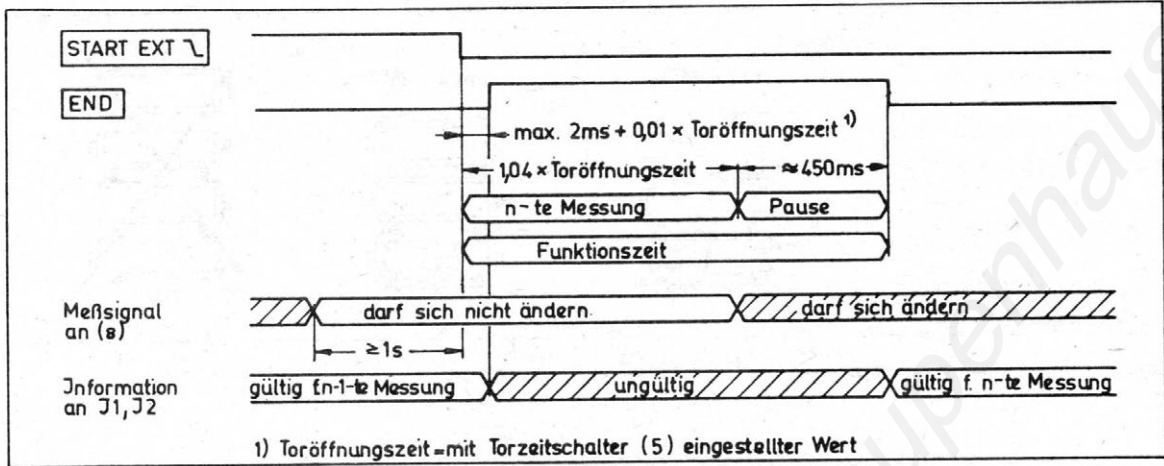 START EXT
END
max. 2ms + 0,01 × Toröffnungszeit 1)
1,04 × Toröffnungszeit
≈ 450ms
n-te Messung
Pause
Funktionszeit
Meßsignal
an (8)
darf sich nicht ändern
darf sich ändern
≥ 1s
Jnformation
an J1, J2
gültig f.n-1-te Messung
ungültig
gültig f. n-te Messung
1) Toröffnungszeit = mit Torzeitschalter (5) eingestellter Wert